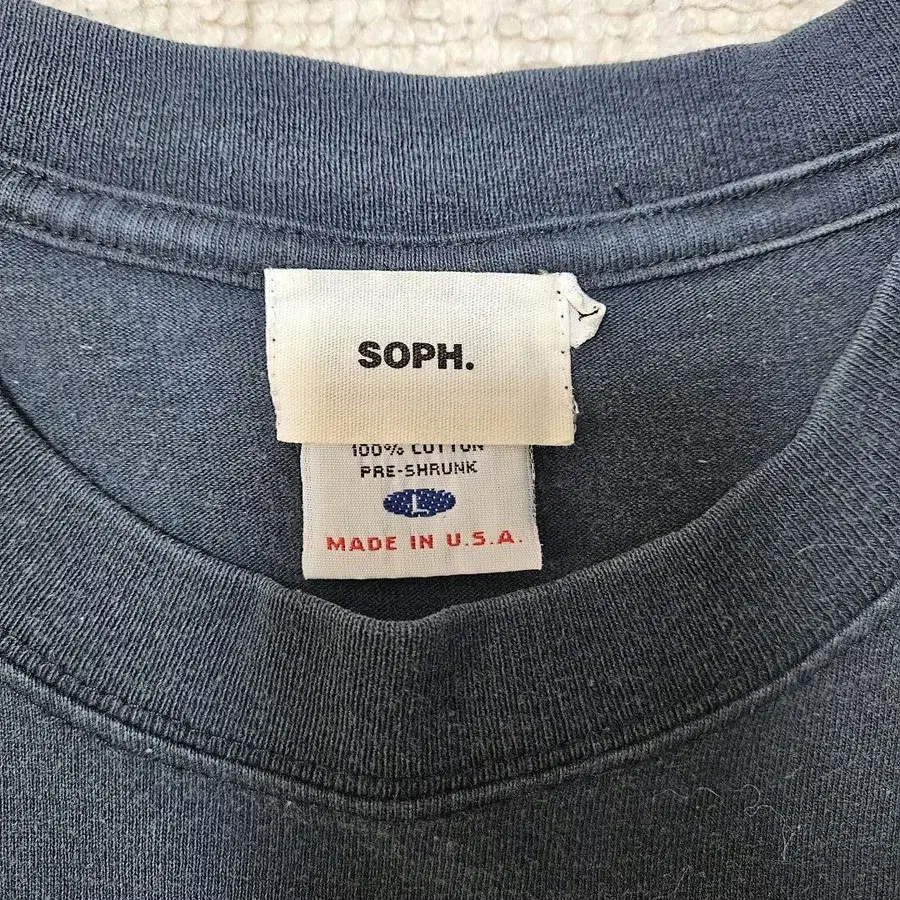 SOPH.
100% COTTON
PRE-SHRUNK
L
MADE IN U.S.A.